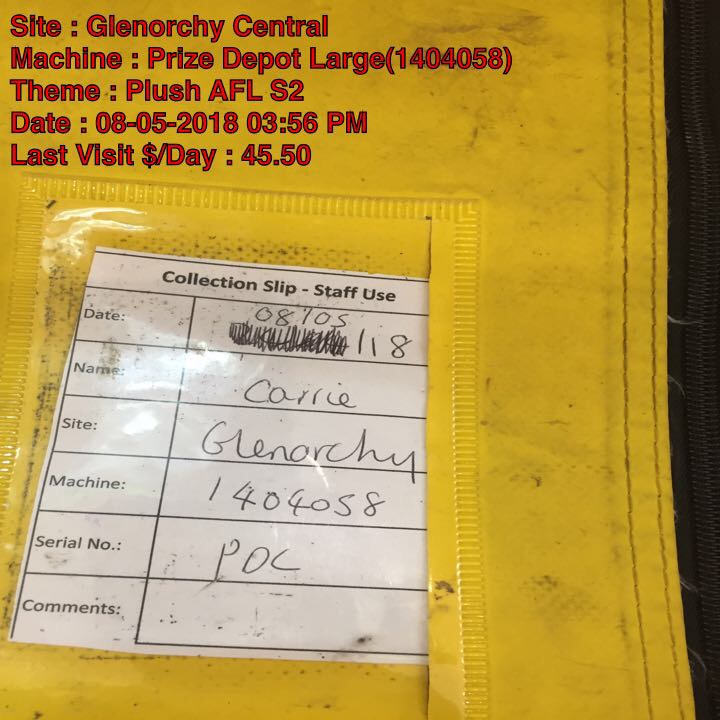 Site : Glenorchy Central
Machine : Prize Depot Large(1404058)
Theme : Plush AFL S2
Date : 08-05-2018 03:56 PM
Last Visit $/Day : 45.50
Collection Slip - Staff Use
Date: 08/05
118
Name: Carrie
Site: Glenorchy
Machine: 1404058
Serial No.: PDC
Comments: